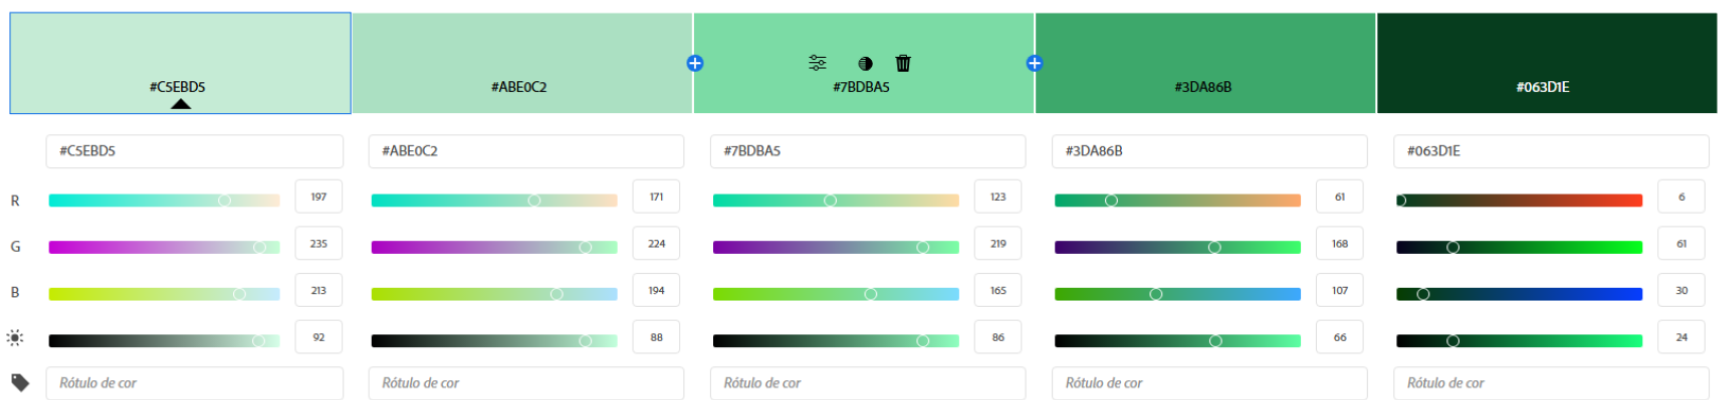 #C5EBD5 #ABE0C2 #7BDBA5 #3DA86B #063D1E
#C5EBD5 #ABE0C2 #7BDBA5 #3DA86B #063D1E
R 197 171 123 61 6
G 235 224 219 168 61
B 213 194 165 107 30
92 88 86 66 24
Rótulo de cor Rótulo de cor Rótulo de cor Rótulo de cor Rótulo de cor